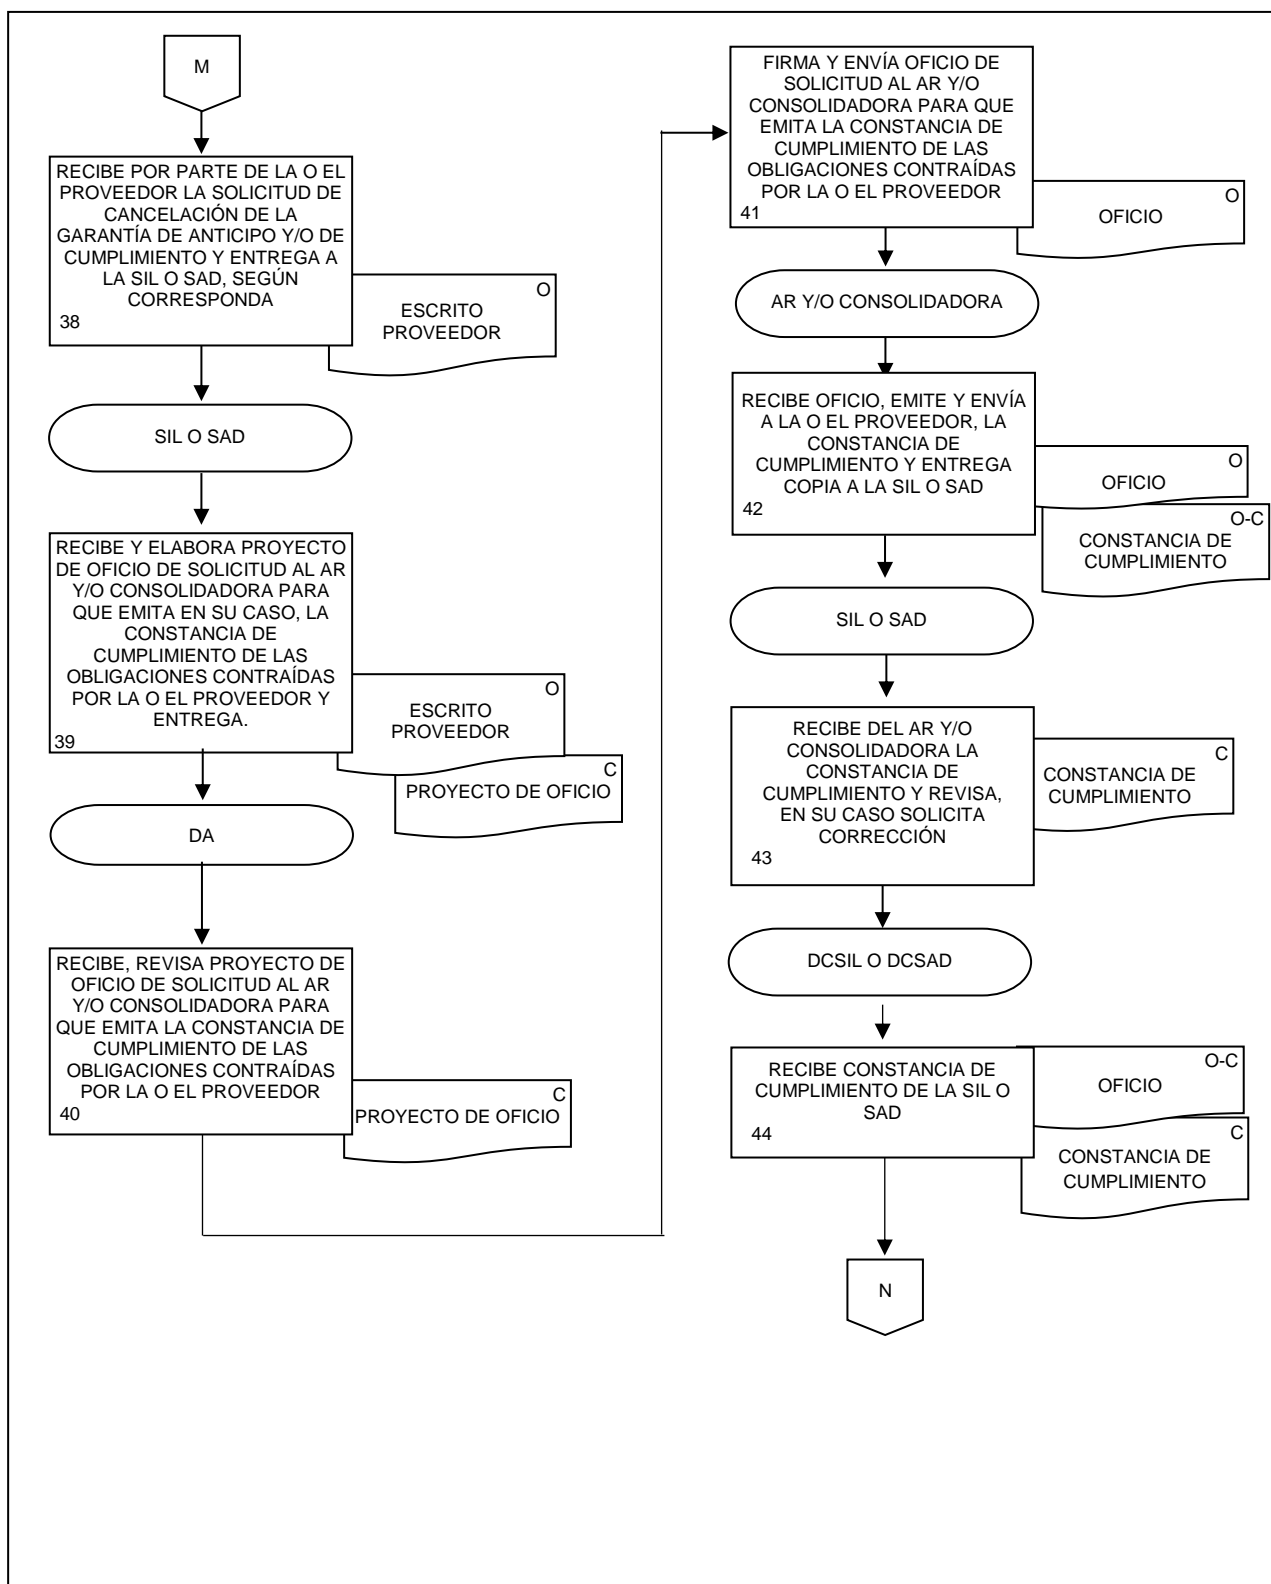 M
RECIBE POR PARTE DE LA O EL
PROVEEDOR LA SOLICITUD DE
CANCELACIÓN DE LA
GARANTÍA DE ANTICIPO Y/O DE
CUMPLIMIENTO Y ENTREGA A
LA SIL O SAD, SEGÚN
CORRESPONDA
38
O
ESCRITO
PROVEEDOR
SIL O SAD
RECIBE Y ELABORA PROYECTO
DE OFICIO DE SOLICITUD AL AR
Y/O CONSOLIDADORA PARA
QUE EMITA EN SU CASO, LA
CONSTANCIA DE
CUMPLIMIENTO DE LAS
OBLIGACIONES CONTRAÍDAS
POR LA O EL PROVEEDOR Y
ENTREGA.
39
O
ESCRITO
PROVEEDOR
C
PROYECTO DE OFICIO
DA
RECIBE, REVISA PROYECTO DE
OFICIO DE SOLICITUD AL AR
Y/O CONSOLIDADORA PARA
QUE EMITA LA CONSTANCIA DE
CUMPLIMIENTO DE LAS
OBLIGACIONES CONTRAÍDAS
POR LA O EL PROVEEDOR
40
C
PROYECTO DE OFICIO
FIRMA Y ENVÍA OFICIO DE
SOLICITUD AL AR Y/O
CONSOLIDADORA PARA QUE
EMITA LA CONSTANCIA DE
CUMPLIMIENTO DE LAS
OBLIGACIONES CONTRAÍDAS
POR LA O EL PROVEEDOR
41
O
OFICIO
AR Y/O CONSOLIDADORA
RECIBE OFICIO, EMITE Y ENVÍA
A LA O EL PROVEEDOR, LA
CONSTANCIA DE
CUMPLIMIENTO Y ENTREGA
COPIA A LA SIL O SAD
42
O
OFICIO
O-C
CONSTANCIA DE
CUMPLIMIENTO
SIL O SAD
RECIBE DEL AR Y/O
CONSOLIDADORA LA
CONSTANCIA DE
CUMPLIMIENTO Y REVISA,
EN SU CASO SOLICITA
CORRECCIÓN
43
C
CONSTANCIA DE
CUMPLIMIENTO
DCSIL O DCSAD
RECIBE CONSTANCIA DE
CUMPLIMIENTO DE LA SIL O
SAD
44
O-C
OFICIO
C
CONSTANCIA DE
CUMPLIMIENTO
N